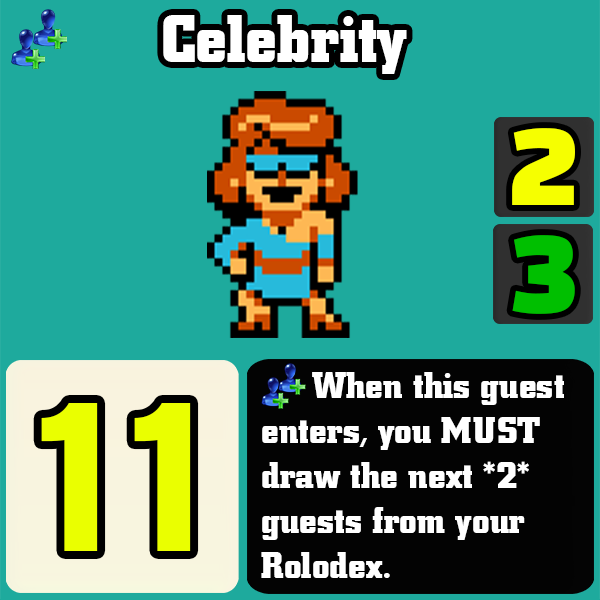 Celebrity
2
3
11
When this guest
enters, you MUST
draw the next *2*
guests from your
Rolodex.